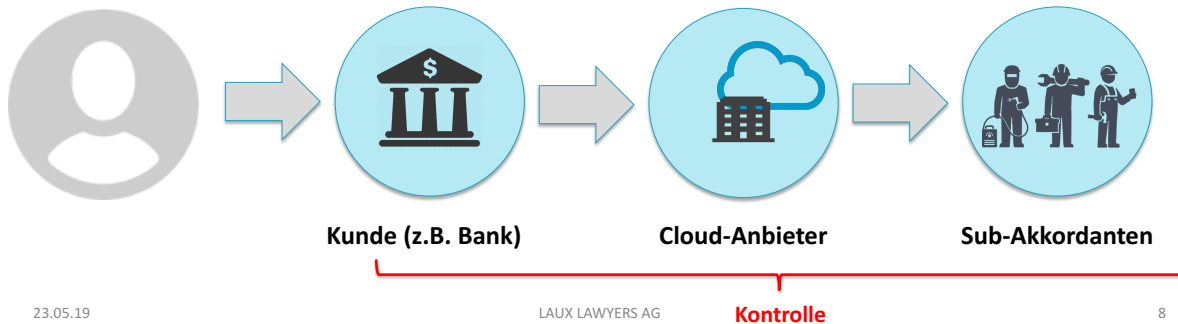 $
Kunde (z.B. Bank)
Cloud-Anbieter
Sub-Akkordanten
Kontrolle
23.05.19
LAUX LAWYERS AG
8